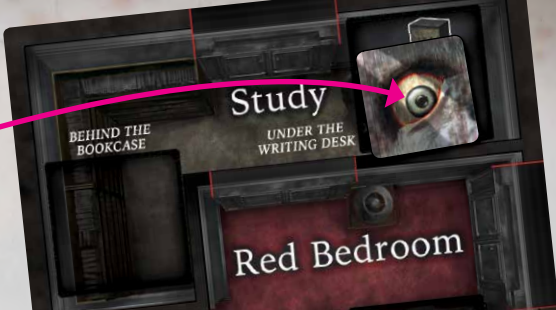 Study
BEHIND THE
BOOKCASE
UNDER THE
WRITING DESK
Red Bedroom